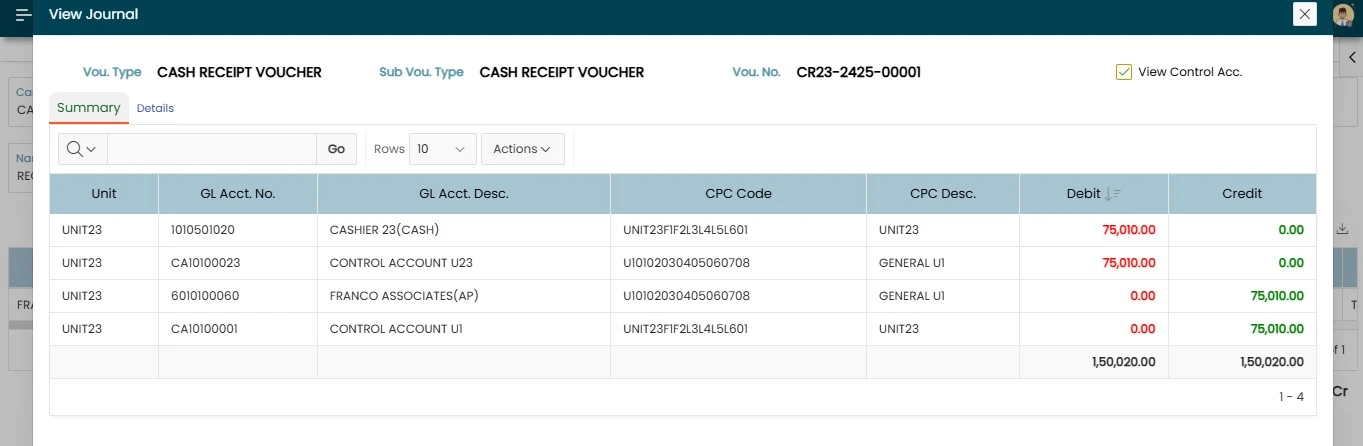 View Journal
Vou. Type CASH RECEIPT VOUCHER Sub Vou. Type CASH RECEIPT VOUCHER Vou. No. CR23-2425-00001 View Control Acc.
Summary Details
Go Rows 10 Actions
Unit GL Acct. No. GL Acct. Desc. CPC Code CPC Desc. Debit Credit
UNIT23 1010501020 CASHIER 23(CASH) UNIT23F1F2L3L4L5L601 UNIT23 75,010.00 0.00
UNIT23 CA10100023 CONTROL ACCOUNT U23 U10102030405060708 GENERAL U1 75,010.00 0.00
UNIT23 6010100060 FRANCO ASSOCIATES(AP) U10102030405060708 GENERAL U1 0.00 75,010.00
UNIT23 CA10100001 CONTROL ACCOUNT U1 UNIT23F1F2L3L4L5L601 UNIT23 0.00 75,010.00
1,50,020.00 1,50,020.00
1 - 4
Cr